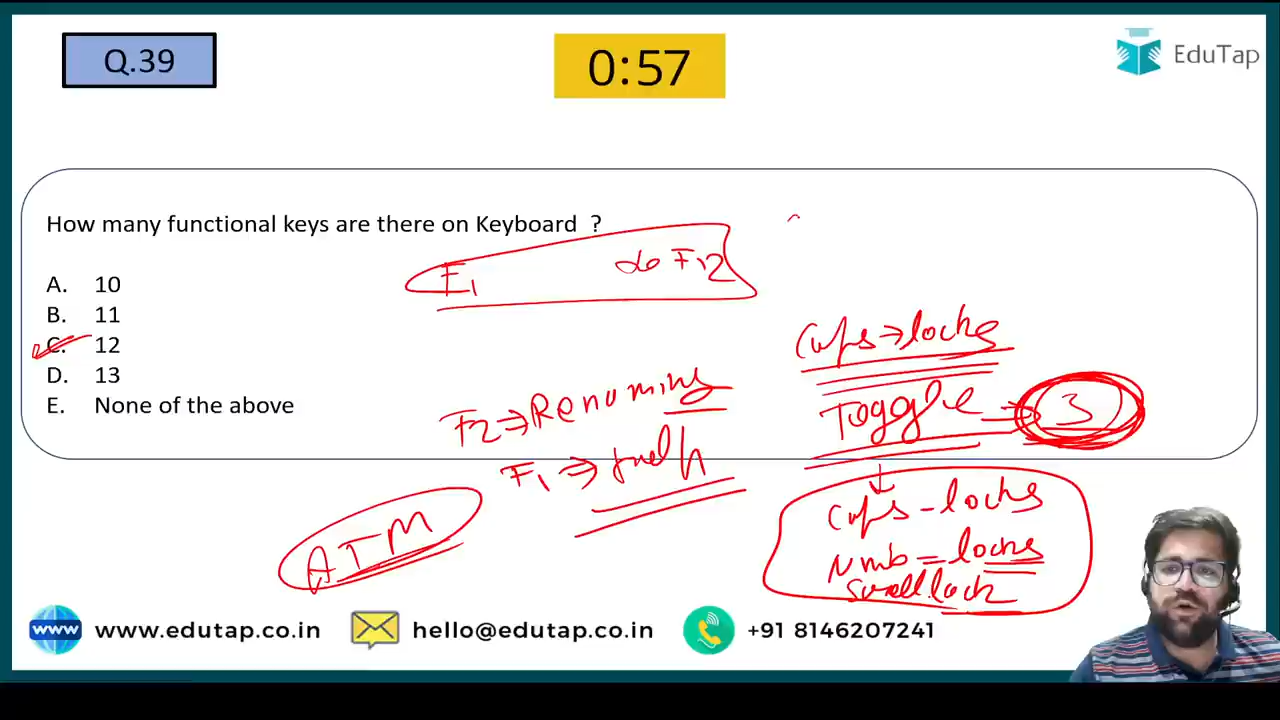 Q.39
0:57
EduTap
How many functional keys are there on Keyboard ?
F1 to F12
A. 10
B. 11
C. 12
D. 13
E. None of the above
Caps → locks
Toggle ⇒ 3
F2 ⇒ Renaming
F1 ⇒
Caps - locks
Numb = locks
lock
ATM
www
www.edutap.co.in
hello@edutap.co.in
+91 8146207241